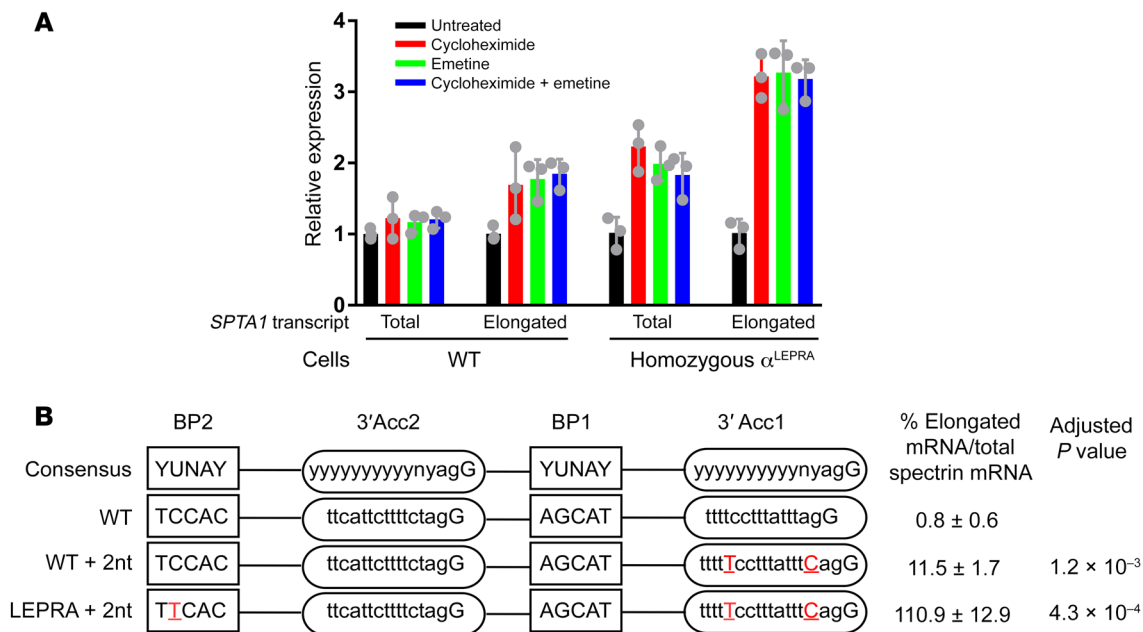 A
Relative expression
4
3
2
1
0
Untreated
Cycloheximide
Emetine
Cycloheximide + emetine
SPTA1 transcript Total Elongated Total Elongated
Cells WT Homozygous αLEPRA
B
BP2 3′Acc2 BP1 3′ Acc1 % Elongated mRNA/total spectrin mRNA Adjusted P value
Consensus YUNAY yyyyyyyyyynyagG YUNAY yyyyyyyyyynyagG
WT TCCAC ttcattcttttctagG AGCAT ttttcctttatttagG 0.8 ± 0.6
WT + 2nt TCCAC ttcattcttttctagG AGCAT ttttTcctttatttCagG 11.5 ± 1.7 1.2 × 10⁻³
LEPRA + 2nt TTCAC ttcattcttttctagG AGCAT ttttTcctttatttCagG 110.9 ± 12.9 4.3 × 10⁻⁴